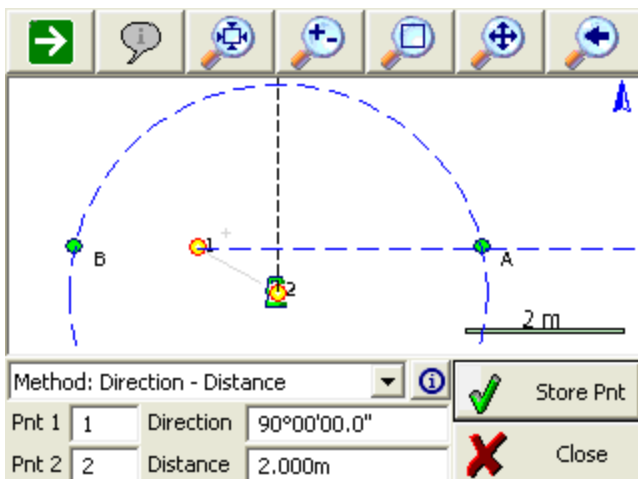 1
B
A
2
2 m
Method: Direction - Distance
Store Pnt
Pnt 1 1 Direction 90°00'00.0"
Pnt 2 2 Distance 2.000m
Close